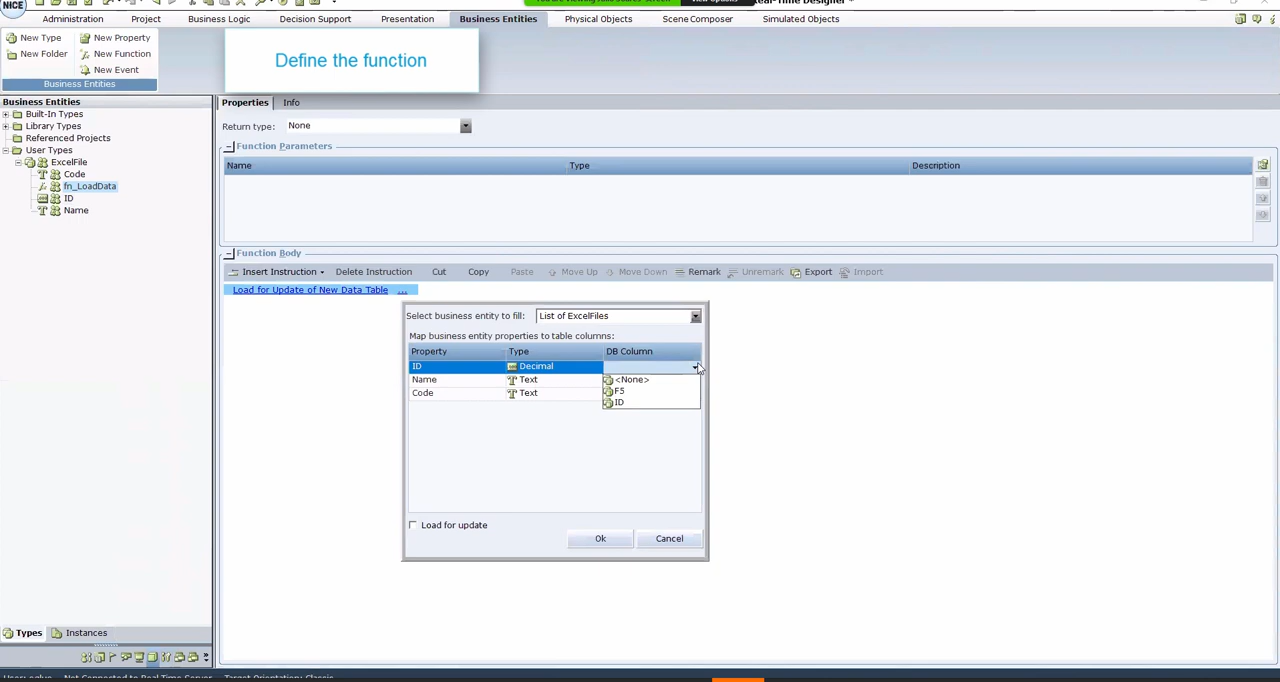 NICE
Real-Time Designer *
Administration Project Business Logic Decision Support Presentation Business Entities Physical Objects Scene Composer Simulated Objects
New Type New Property
New Folder New Function
New Event
Business Entities
Define the function
Business Entities
Built-In Types
Library Types
Referenced Projects
User Types
ExcelFile
Code
fn_LoadData
ID
Name
Types Instances
Properties Info
Return type: None
Function Parameters
Name Type Description
Function Body
Insert Instruction Delete Instruction Cut Copy Paste Move Up Move Down Remark Unremark Export Import
Load for Update of New Data Table ...
Select business entity to fill: List of ExcelFiles
Map business entity properties to table columns:
Property Type DB Column
ID Decimal
Name Text <None>
Code Text F5
ID
Load for update
Ok Cancel